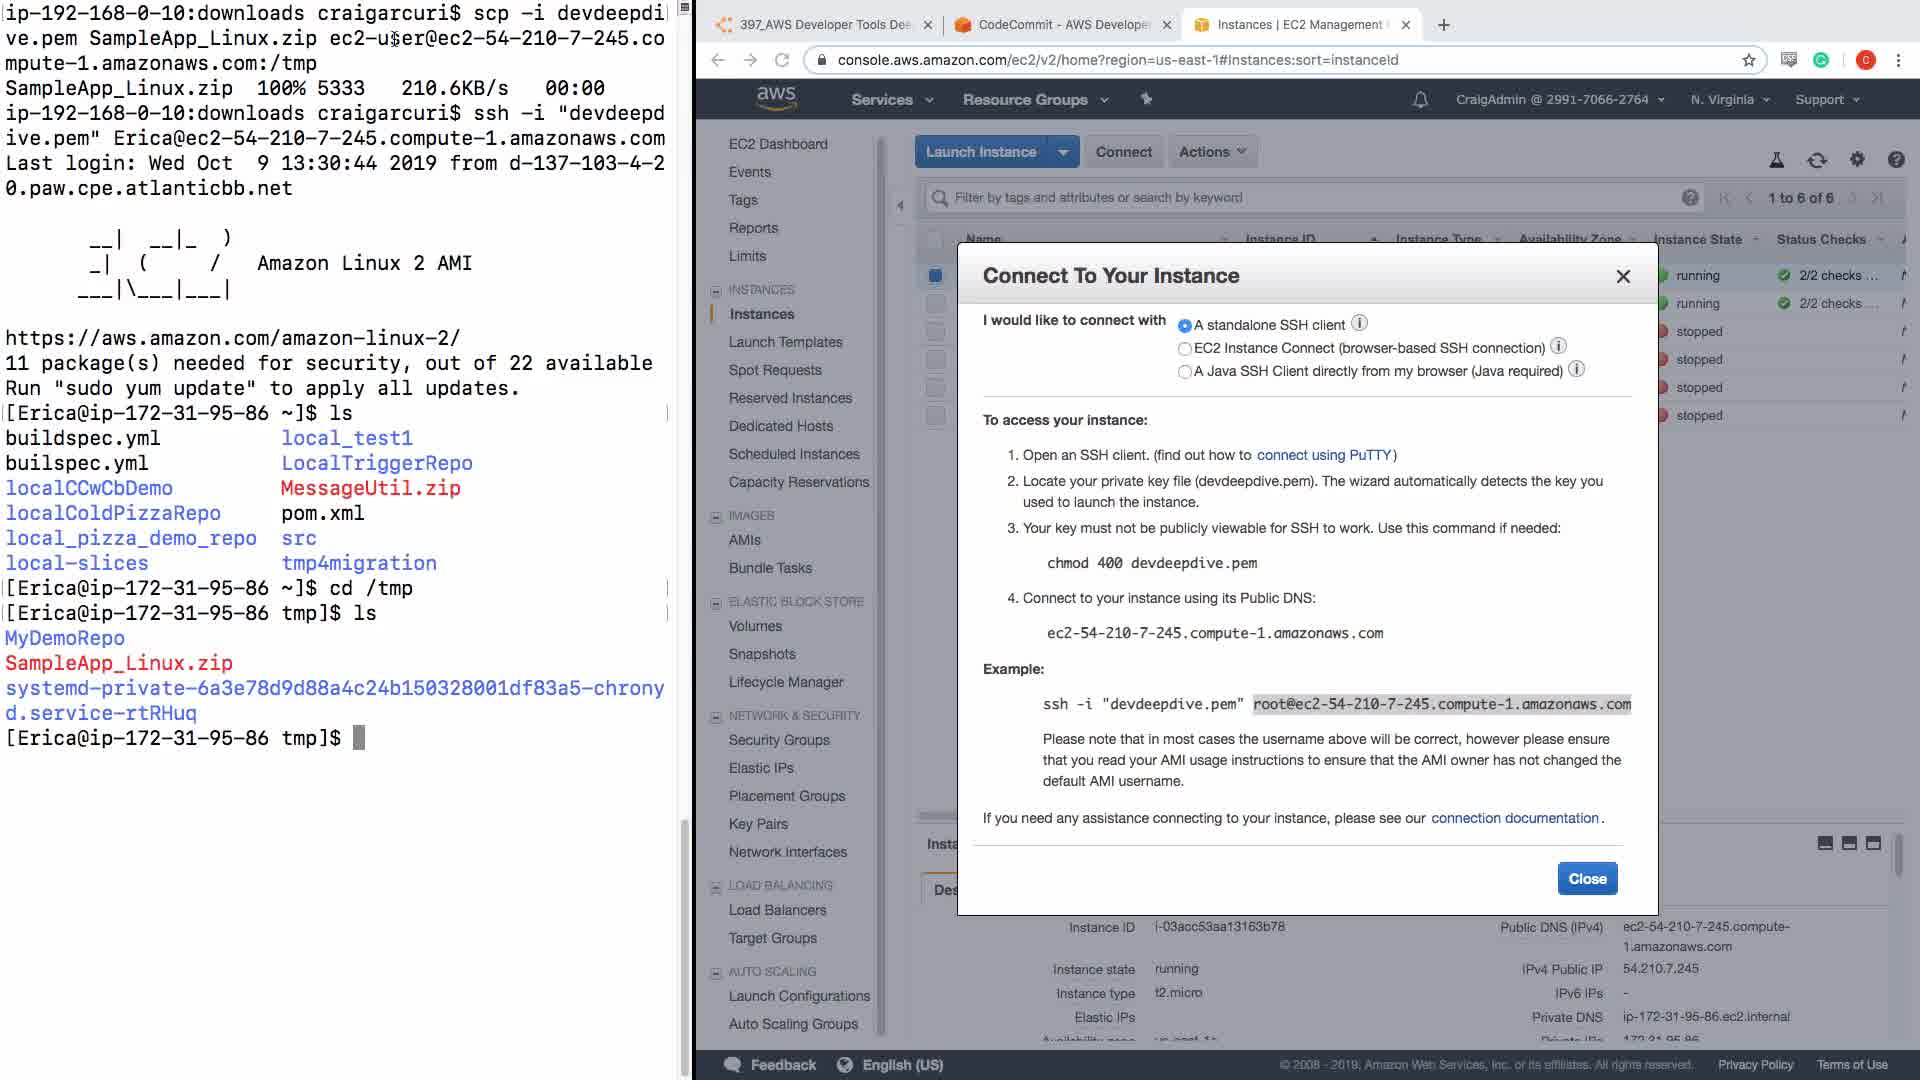 ip-192-168-0-10:downloads craigarcuri$ scp -i devdeepdi
ve.pem SampleApp_Linux.zip ec2-user@ec2-54-210-7-245.co
mpute-1.amazonaws.com:/tmp
SampleApp_Linux.zip 100% 5333 210.6KB/s 00:00
ip-192-168-0-10:downloads craigarcuri$ ssh -i "devdeepd
ive.pem" Erica@ec2-54-210-7-245.compute-1.amazonaws.com
Last login: Wed Oct 9 13:30:44 2019 from d-137-103-4-2
0.paw.cpe.atlanticbb.net
__| __|_ )
_| ( / Amazon Linux 2 AMI
___|\___|___|
https://aws.amazon.com/amazon-linux-2/
11 package(s) needed for security, out of 22 available
Run "sudo yum update" to apply all updates.
[Erica@ip-172-31-95-86 ~]$ ls
buildspec.yml local_test1
builspec.yml LocalTriggerRepo
localCCwCbDemo MessageUtil.zip
localColdPizzaRepo pom.xml
local_pizza_demo_repo src
local-slices tmp4migration
[Erica@ip-172-31-95-86 ~]$ cd /tmp
[Erica@ip-172-31-95-86 tmp]$ ls
MyDemoRepo
SampleApp_Linux.zip
systemd-private-6a3e78d9d88a4c24b150328001df83a5-chrony
d.service-rtRHuq
[Erica@ip-172-31-95-86 tmp]$
397_AWS Developer Tools Dee
CodeCommit - AWS Developer
Instances | EC2 Management
console.aws.amazon.com/ec2/v2/home?region=us-east-1#Instances:sort=instanceId
C
aws Services Resource Groups CraigAdmin @ 2991-7066-2764 N. Virginia Support
EC2 Dashboard
Events
Tags
Reports
Limits
INSTANCES
Instances
Launch Templates
Spot Requests
Reserved Instances
Dedicated Hosts
Scheduled Instances
Capacity Reservations
IMAGES
AMIs
Bundle Tasks
ELASTIC BLOCK STORE
Volumes
Snapshots
Lifecycle Manager
NETWORK & SECURITY
Security Groups
Elastic IPs
Placement Groups
Key Pairs
Network Interfaces
LOAD BALANCING
Load Balancers
Target Groups
AUTO SCALING
Launch Configurations
Auto Scaling Groups
Launch Instance Connect Actions
Filter by tags and attributes or search by keyword 1 to 6 of 6
Name Instance ID Instance Type Availability Zone Instance State Status Checks
running 2/2 checks ...
running 2/2 checks ...
stopped
stopped
stopped
stopped
Connect To Your Instance
I would like to connect with A standalone SSH client
EC2 Instance Connect (browser-based SSH connection)
A Java SSH Client directly from my browser (Java required)
To access your instance:
1. Open an SSH client. (find out how to connect using PuTTY)
2. Locate your private key file (devdeepdive.pem). The wizard automatically detects the key you
used to launch the instance.
3. Your key must not be publicly viewable for SSH to work. Use this command if needed:
chmod 400 devdeepdive.pem
4. Connect to your instance using its Public DNS:
ec2-54-210-7-245.compute-1.amazonaws.com
Example:
ssh -i "devdeepdive.pem" root@ec2-54-210-7-245.compute-1.amazonaws.com
Please note that in most cases the username above will be correct, however please ensure
that you read your AMI usage instructions to ensure that the AMI owner has not changed the
default AMI username.
If you need any assistance connecting to your instance, please see our connection documentation.
Close
Insta
Des
Instance ID i-03acc53aa13163b78 Public DNS (IPv4) ec2-54-210-7-245.compute-
1.amazonaws.com
Instance state running IPv4 Public IP 54.210.7.245
Instance type t2.micro IPv6 IPs -
Elastic IPs Private DNS ip-172-31-95-86.ec2.internal
Availability zone Private IPs 172.31.95.86
Feedback English (US) © 2008 - 2019, Amazon Web Services, Inc. or its affiliates. All rights reserved. Privacy Policy Terms of Use